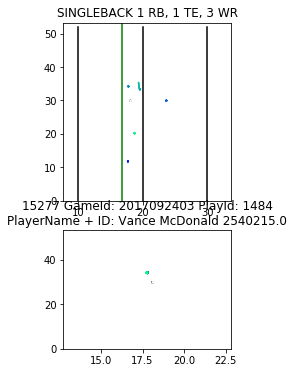 SINGLEBACK 1 RB, 1 TE, 3 WR
50
40
30
20
10
0
10 20 30
15277 GameId: 2017092403 PlayId: 1484
PlayerName + ID: Vance McDonald 2540215.0
40
20
0
15.0 17.5 20.0 22.5